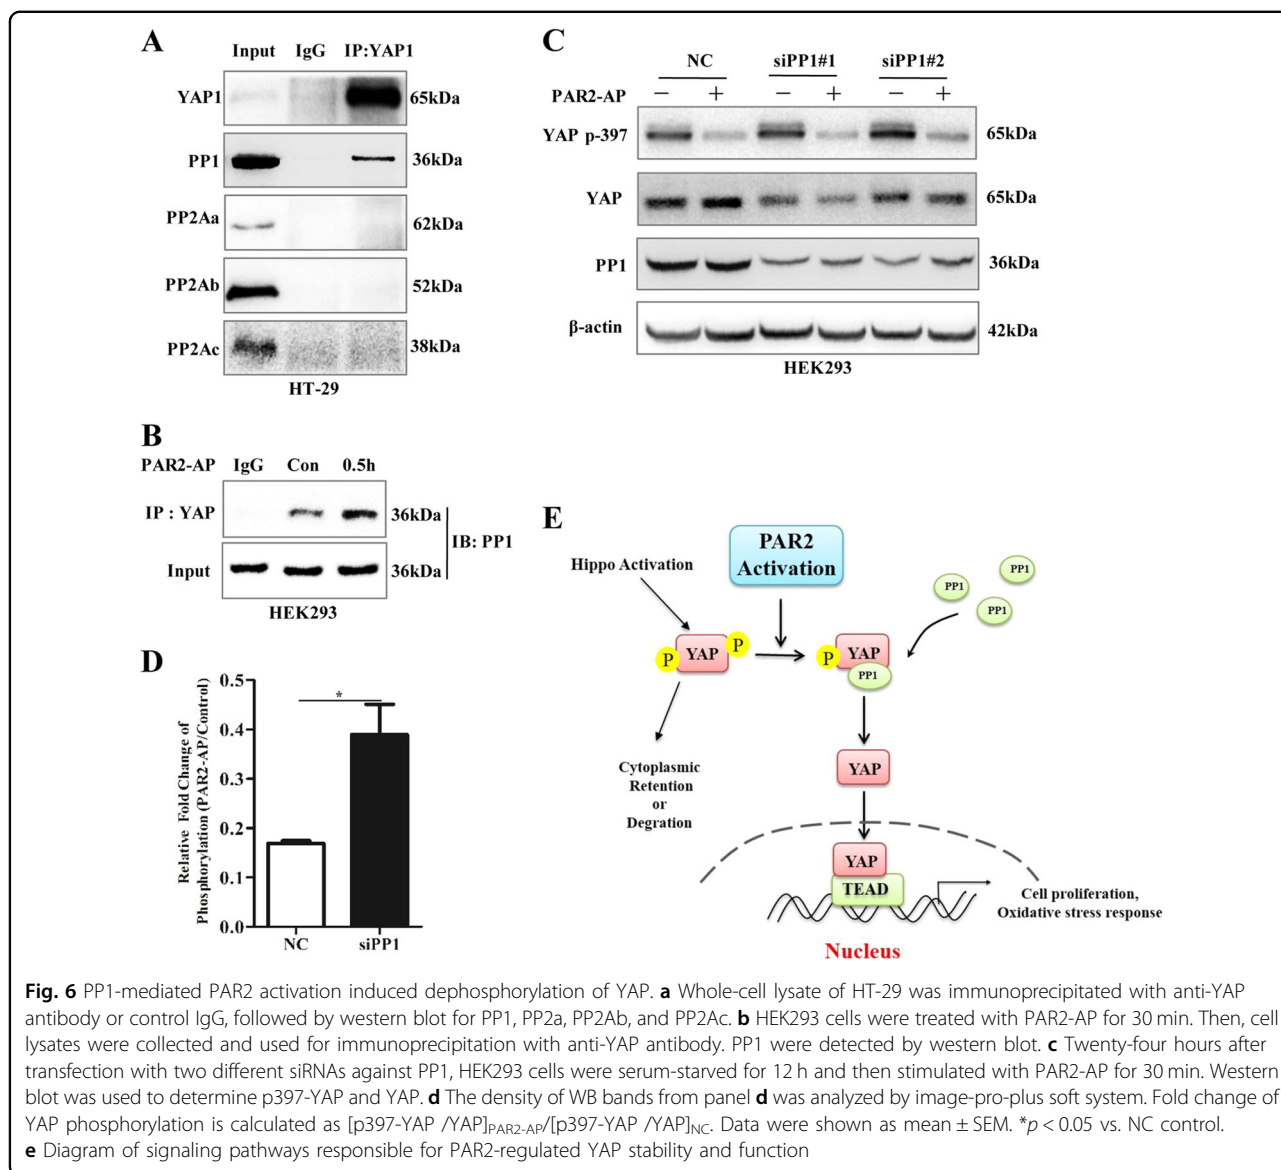 A
Input IgG IP:YAP1
YAP1 65kDa
PP1 36kDa
PP2Aa 62kDa
PP2Ab 52kDa
PP2Ac 38kDa
HT-29
B
PAR2-AP IgG Con 0.5h
IP : YAP 36kDa
IB: PP1
Input 36kDa
HEK293
C
NC siPP1#1 siPP1#2
PAR2-AP − + − + − +
YAP p-397 65kDa
YAP 65kDa
PP1 36kDa
β-actin 42kDa
HEK293
D
Relative Fold Change of
Phosphorylation (PAR2-AP/Control)
0.5
0.4
0.3
0.2
0.1
0.0
*
NC siPP1
E
PAR2
Activation
Hippo Activation
PP1
PP1
PP1
P YAP P
P YAP
PP1
YAP
Cytoplasmic
Retention
or
Degration
YAP
TEAD
Cell proliferation,
Oxidative stress response
Nucleus
Fig. 6 PP1-mediated PAR2 activation induced dephosphorylation of YAP. a Whole-cell lysate of HT-29 was immunoprecipitated with anti-YAP
antibody or control IgG, followed by western blot for PP1, PP2a, PP2Ab, and PP2Ac. b HEK293 cells were treated with PAR2-AP for 30 min. Then, cell
lysates were collected and used for immunoprecipitation with anti-YAP antibody. PP1 were detected by western blot. c Twenty-four hours after
transfection with two different siRNAs against PP1, HEK293 cells were serum-starved for 12 h and then stimulated with PAR2-AP for 30 min. Western
blot was used to determine p397-YAP and YAP. d The density of WB bands from panel d was analyzed by image-pro-plus soft system. Fold change of
YAP phosphorylation is calculated as [p397-YAP /YAP]PAR2-AP/[p397-YAP /YAP]NC. Data were shown as mean ± SEM. *p < 0.05 vs. NC control.
e Diagram of signaling pathways responsible for PAR2-regulated YAP stability and function